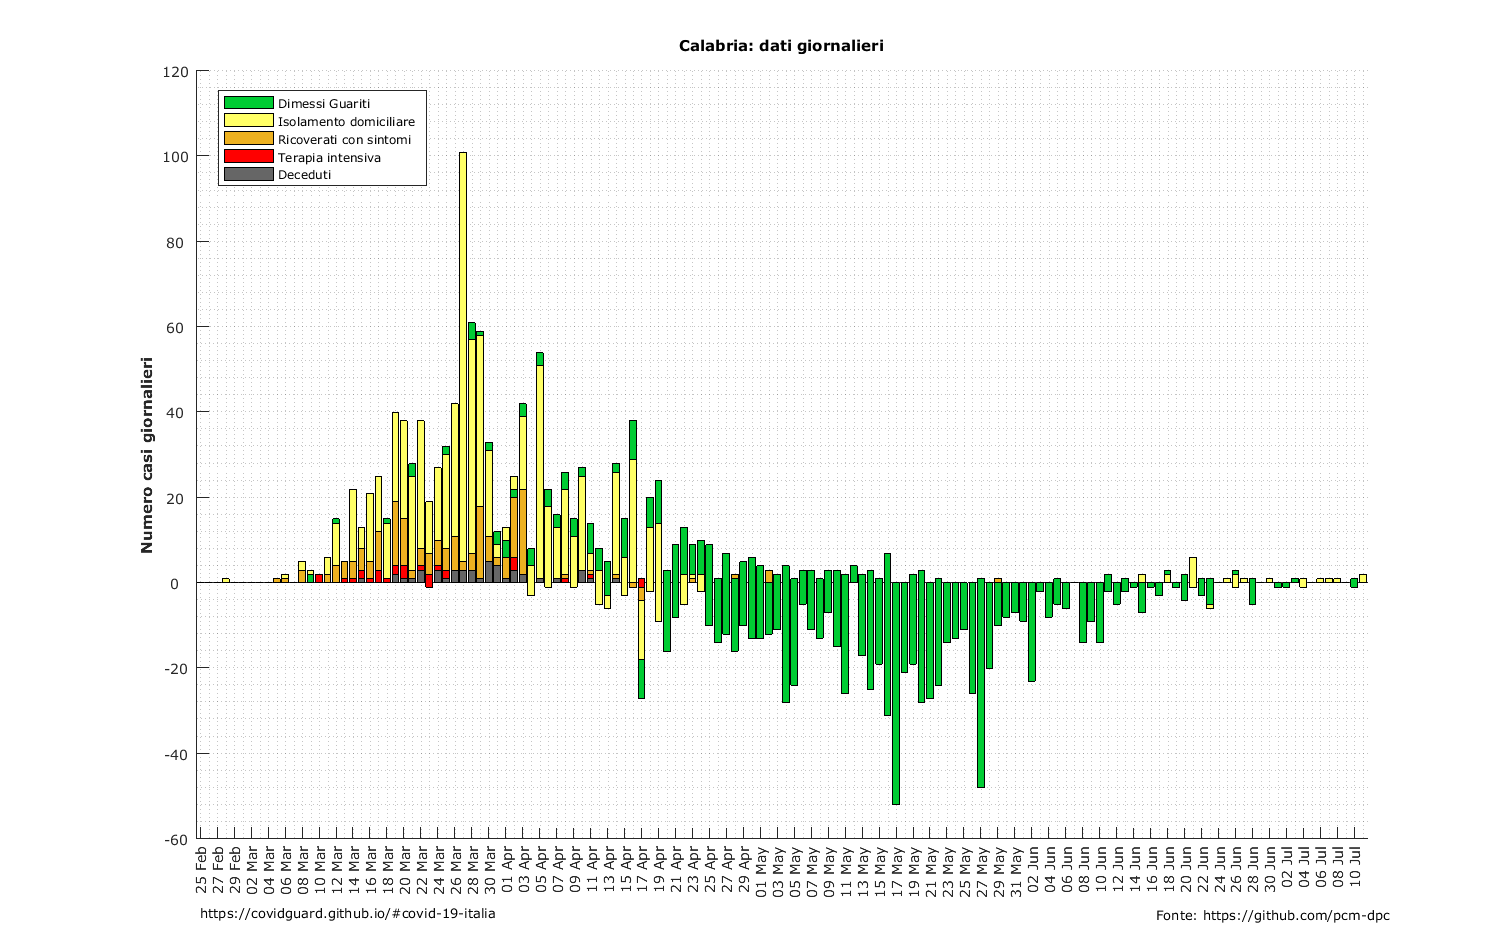 Calabria: dati giornalieri
Numero casi giornalieri
120
100
80
60
40
20
0
-20
-40
-60
Dimessi Guariti
Isolamento domiciliare
Ricoverati con sintomi
Terapia intensiva
Deceduti
25 Feb
27 Feb
29 Feb
02 Mar
04 Mar
06 Mar
08 Mar
10 Mar
12 Mar
14 Mar
16 Mar
18 Mar
20 Mar
22 Mar
24 Mar
26 Mar
28 Mar
30 Mar
01 Apr
03 Apr
05 Apr
07 Apr
09 Apr
11 Apr
13 Apr
15 Apr
17 Apr
19 Apr
21 Apr
23 Apr
25 Apr
27 Apr
29 Apr
01 May
03 May
05 May
07 May
09 May
11 May
13 May
15 May
17 May
19 May
21 May
23 May
25 May
27 May
29 May
31 May
02 Jun
04 Jun
06 Jun
08 Jun
10 Jun
12 Jun
14 Jun
16 Jun
18 Jun
20 Jun
22 Jun
24 Jun
26 Jun
28 Jun
30 Jun
02 Jul
04 Jul
06 Jul
08 Jul
10 Jul
https://covidguard.github.io/#covid-19-italia
Fonte: https://github.com/pcm-dpc